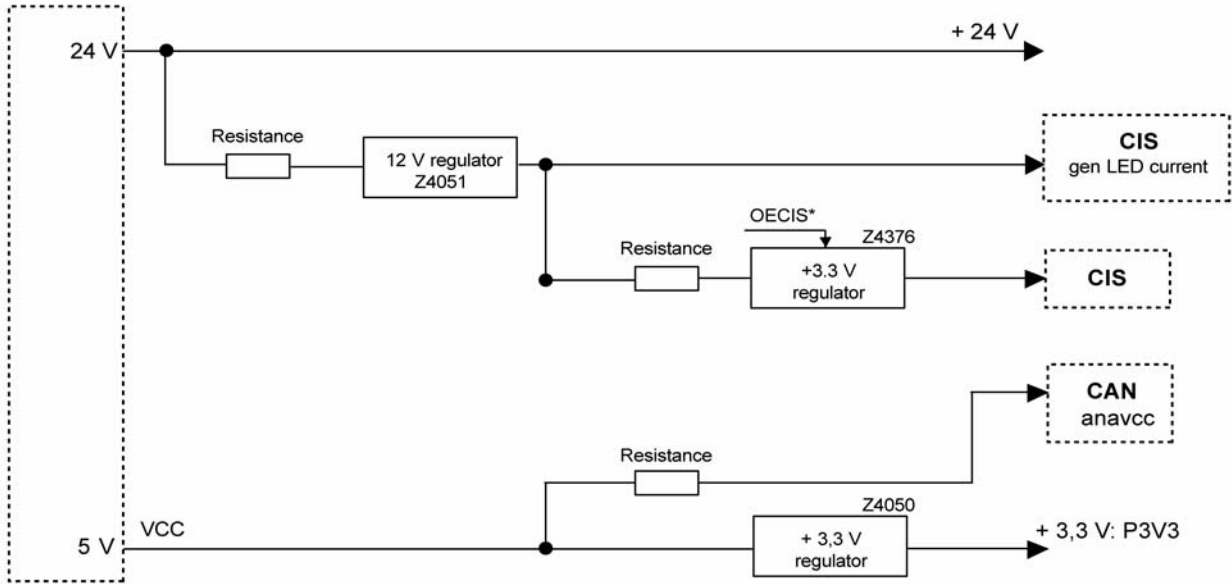 24 V
+ 24 V
Resistance
12 V regulator
Z4051
CIS
gen LED current
OECIS*
Resistance
Z4376
+3.3 V
regulator
CIS
CAN
anavcc
Resistance
Z4050
5 V
VCC
+ 3,3 V
regulator
+ 3,3 V: P3V3